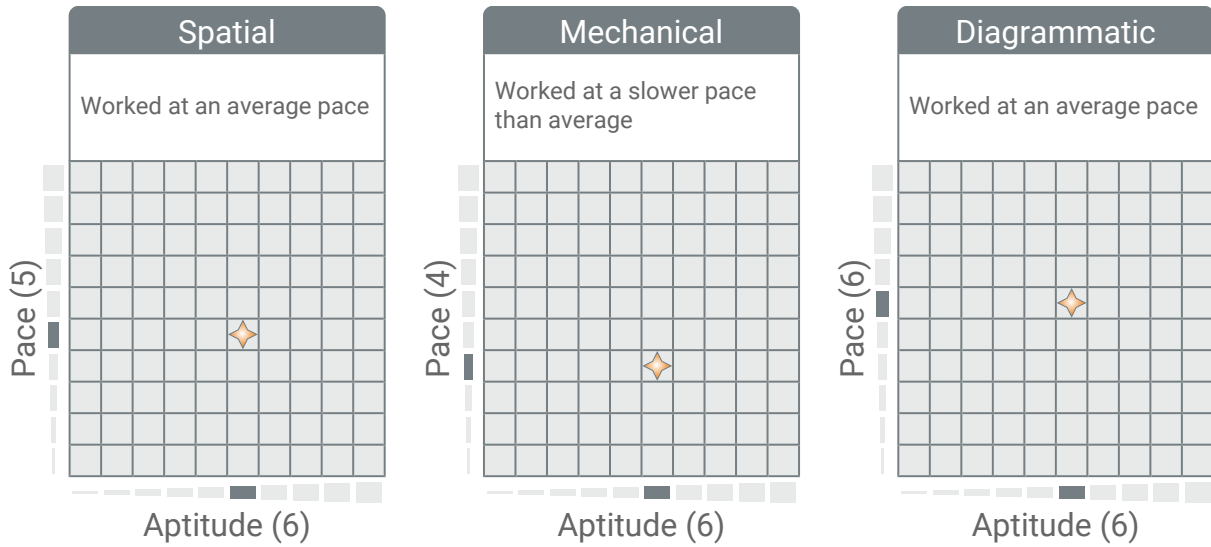 Spatial
Worked at an average pace
Pace (5)
Aptitude (6)
Mechanical
Worked at a slower pace
than average
Pace (4)
Aptitude (6)
Diagrammatic
Worked at an average pace
Pace (6)
Aptitude (6)